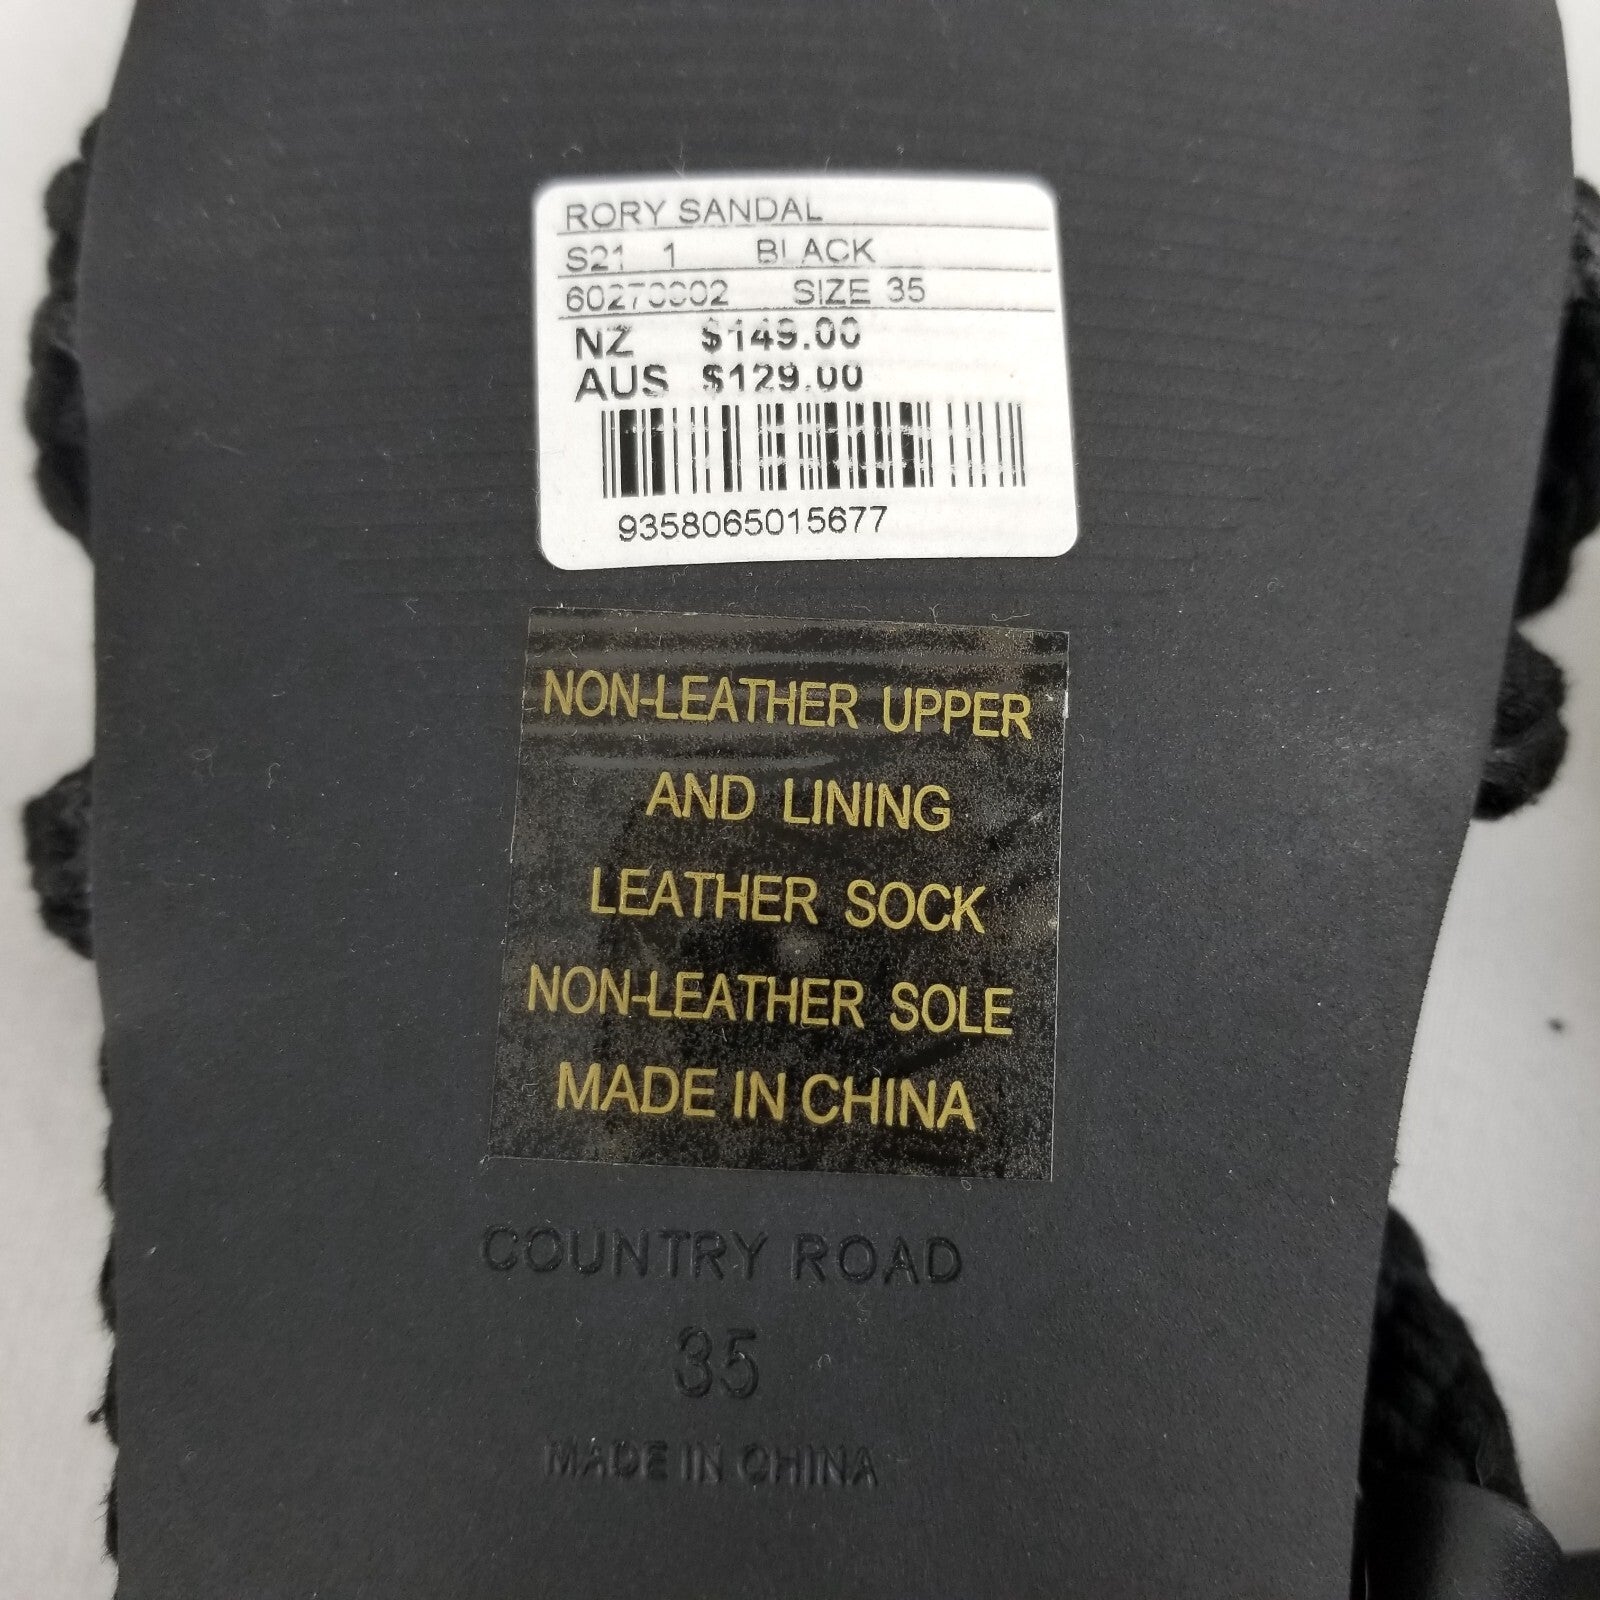 RORY SANDAL
S21 1 BLACK
SIZE 35
NZ $149.00
AUS $129.00
9358065015677
NON-LEATHER UPPER
AND LINING
LEATHER SOCK
NON-LEATHER SOLE
MADE IN CHINA
COUNTRY ROAD
35
MADE IN CHINA